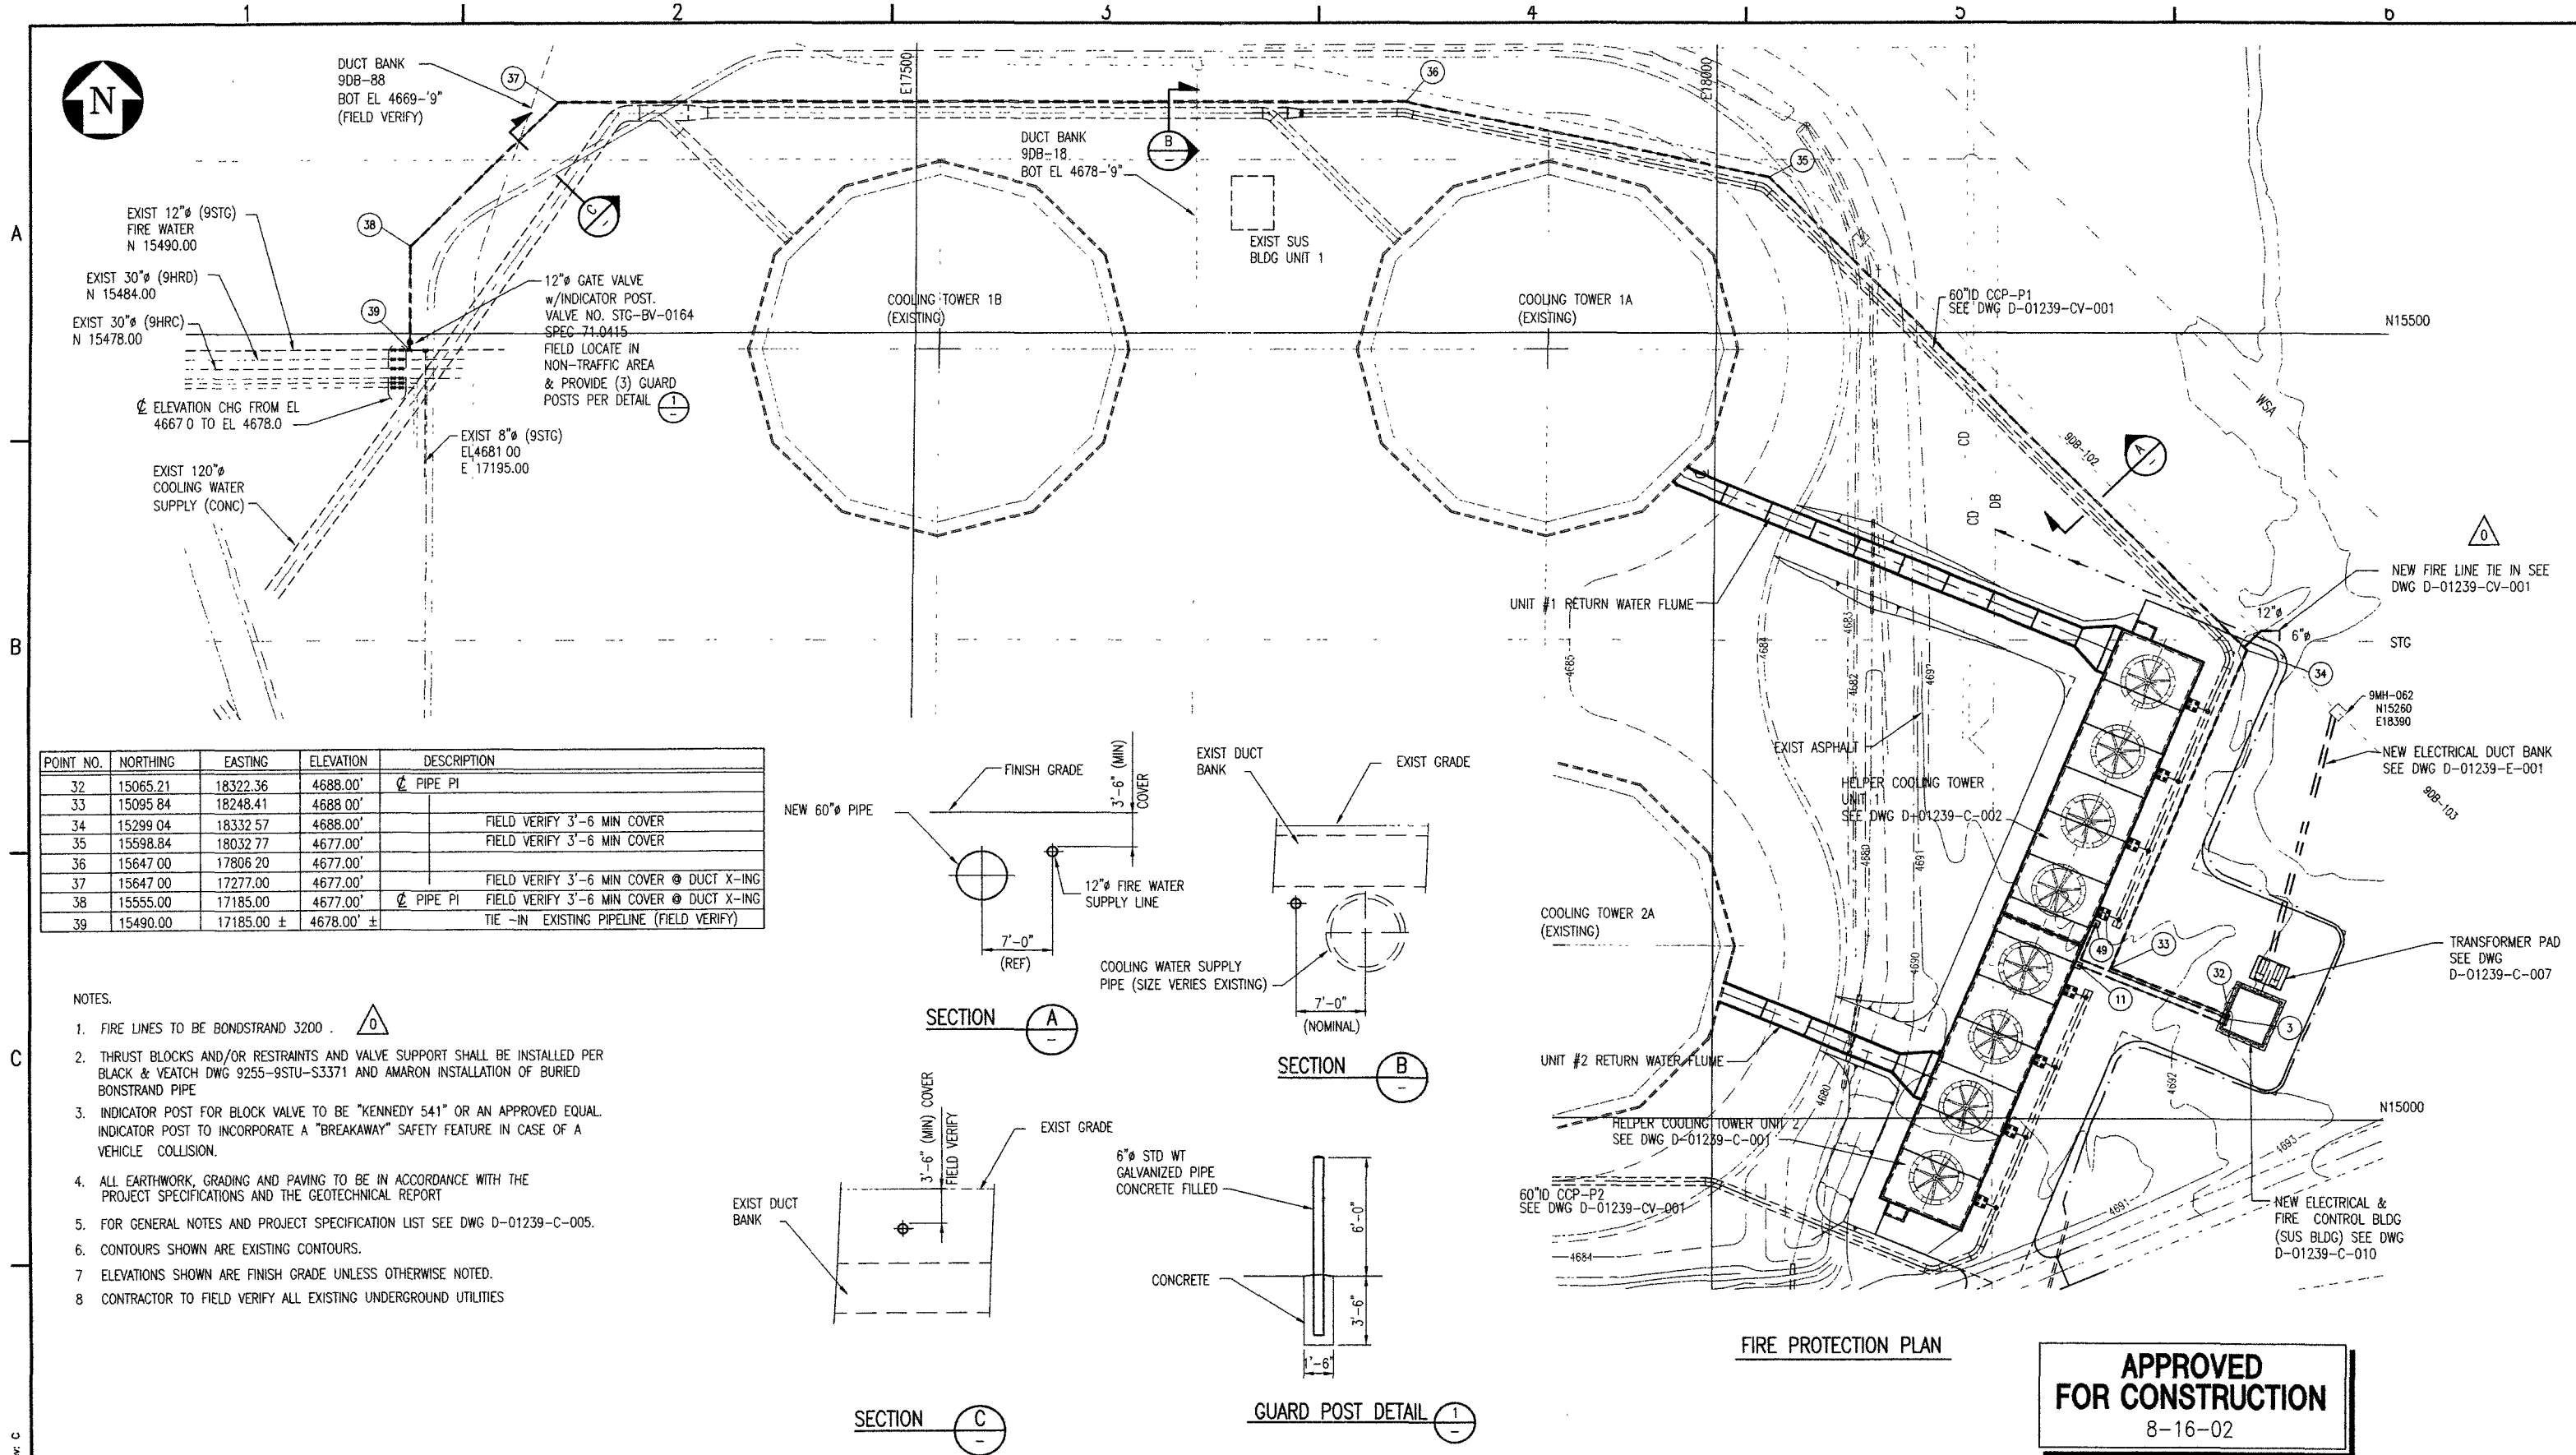 1 2 3 4 5 6
A
B
C
N
DUCT BANK
9DB-88
BOT EL 4669-'9"
(FIELD VERIFY)
37
E17500
36
E18000
DUCT BANK
9DB-18
BOT EL 4678-'9"
B
-
35
C
-
38
EXIST 12"ø (9STG)
FIRE WATER
N 15490.00
EXIST 30"ø (9HRD)
N 15484.00
EXIST 30"ø (9HRC)
N 15478.00
39
12"ø GATE VALVE
w/INDICATOR POST.
VALVE NO. STG-BV-0164
SPEC 71.0415
FIELD LOCATE IN
NON-TRAFFIC AREA
& PROVIDE (3) GUARD
POSTS PER DETAIL
1
-
EXIST SUS
BLDG UNIT 1
COOLING TOWER 1B
(EXISTING)
COOLING TOWER 1A
(EXISTING)
60"ID CCP-P1
SEE DWG D-01239-CV-001
N15500
℄ ELEVATION CHG FROM EL
4667 0 TO EL 4678.0
EXIST 8"ø (9STG)
EL4681 00
E 17195.00
EXIST 120"ø
COOLING WATER
SUPPLY (CONC)
WSA
CD
CD
CD
DB
9DB-102
A
-
0
NEW FIRE LINE TIE IN SEE
DWG D-01239-CV-001
12"ø
6"ø
STG
34
UNIT #1 RETURN WATER FLUME
4685
4684
4683
4682
4692
4680
4691
4690
9MH-062
N15260
E18390
NEW ELECTRICAL DUCT BANK
SEE DWG D-01239-E-001
9DB-103
EXIST ASPHALT
HELPER COOLING TOWER
UNIT 1
SEE DWG D-01239-C-002
POINT NO. NORTHING EASTING ELEVATION DESCRIPTION
32 15065.21 18322.36 4688.00' ℄ PIPE PI
33 15095 84 18248.41 4688 00'
34 15299 04 18332 57 4688.00' FIELD VERIFY 3'-6 MIN COVER
35 15598.84 18032 77 4677.00' FIELD VERIFY 3'-6 MIN COVER
36 15647 00 17806 20 4677.00'
37 15647 00 17277.00 4677.00' FIELD VERIFY 3'-6 MIN COVER @ DUCT X-ING
38 15555.00 17185.00 4677.00' ℄ PIPE PI FIELD VERIFY 3'-6 MIN COVER @ DUCT X-ING
39 15490.00 17185.00 ± 4678.00' ± TIE -IN EXISTING PIPELINE (FIELD VERIFY)
FINISH GRADE
3'-6" (MIN)
COVER
NEW 60"ø PIPE
12"ø FIRE WATER
SUPPLY LINE
7'-0"
(REF)
SECTION A
-
EXIST DUCT
BANK
EXIST GRADE
COOLING WATER SUPPLY
PIPE (SIZE VERIES EXISTING)
7'-0"
(NOMINAL)
SECTION B
-
COOLING TOWER 2A
(EXISTING)
49
33
32
11
3
TRANSFORMER PAD
SEE DWG
D-01239-C-007
UNIT #2 RETURN WATER FLUME
4680
4692
N15000
HELPER COOLING TOWER UNIT 2
SEE DWG D-01239-C-001
4693
4691
60"ID CCP-P2
SEE DWG D-01239-CV-001
4684
NEW ELECTRICAL &
FIRE CONTROL BLDG
(SUS BLDG) SEE DWG
D-01239-C-010
NOTES.
1. FIRE LINES TO BE BONDSTRAND 3200 . 0
2. THRUST BLOCKS AND/OR RESTRAINTS AND VALVE SUPPORT SHALL BE INSTALLED PER
BLACK & VEATCH DWG 9255-9STU-S3371 AND AMARON INSTALLATION OF BURIED
BONSTRAND PIPE
3. INDICATOR POST FOR BLOCK VALVE TO BE "KENNEDY 541" OR AN APPROVED EQUAL.
INDICATOR POST TO INCORPORATE A "BREAKAWAY" SAFETY FEATURE IN CASE OF A
VEHICLE COLLISION.
4. ALL EARTHWORK, GRADING AND PAVING TO BE IN ACCORDANCE WITH THE
PROJECT SPECIFICATIONS AND THE GEOTECHNICAL REPORT
5. FOR GENERAL NOTES AND PROJECT SPECIFICATION LIST SEE DWG D-01239-C-005.
6. CONTOURS SHOWN ARE EXISTING CONTOURS.
7 ELEVATIONS SHOWN ARE FINISH GRADE UNLESS OTHERWISE NOTED.
8 CONTRACTOR TO FIELD VERIFY ALL EXISTING UNDERGROUND UTILITIES
3'-6" (MIN) COVER
FIELD VERIFY
EXIST GRADE
EXIST DUCT
BANK
SECTION C
-
6"ø STD WT
GALVANIZED PIPE
CONCRETE FILLED
6'-0"
CONCRETE
3'-6"
1'-6"
GUARD POST DETAIL 1
-
FIRE PROTECTION PLAN
APPROVED
FOR CONSTRUCTION
8-16-02